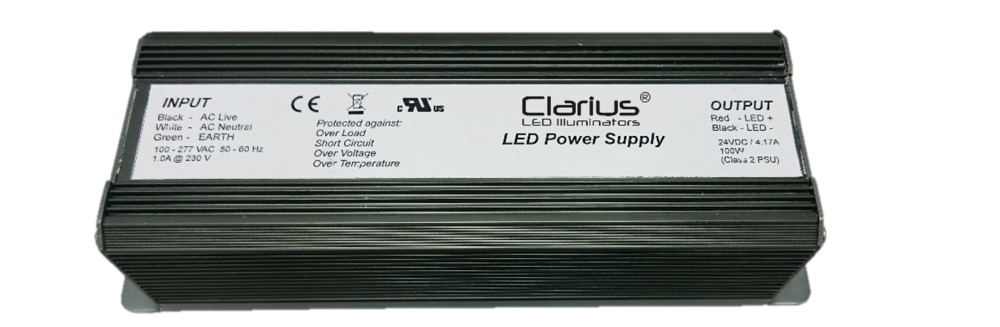 INPUT
Black - AC Live
White - AC Neutral
Green - EARTH
100 - 277 VAC 50 - 60 Hz
1.0A @ 230 V
CE
c RU US
Protected against:
Over Load
Short Circuit
Over Voltage
Over Temperature
Clarius®
LED Illuminators
LED Power Supply
OUTPUT
Red - LED +
Black - LED -
24VDC / 4.17A
100W
(Class 2 PSU)